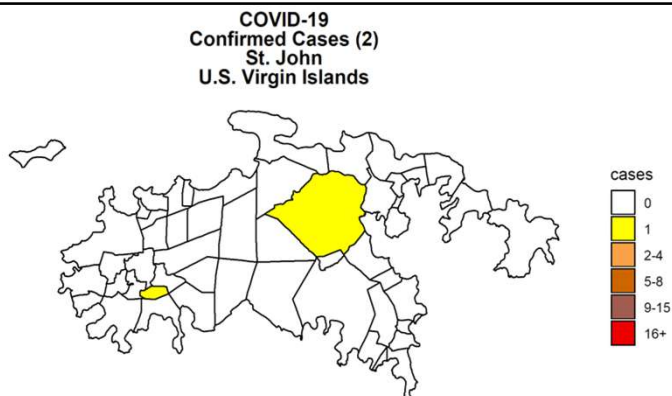 COVID-19
Confirmed Cases (2)
St. John
U.S. Virgin Islands
cases
0
1
2-4
5-8
9-15
16+